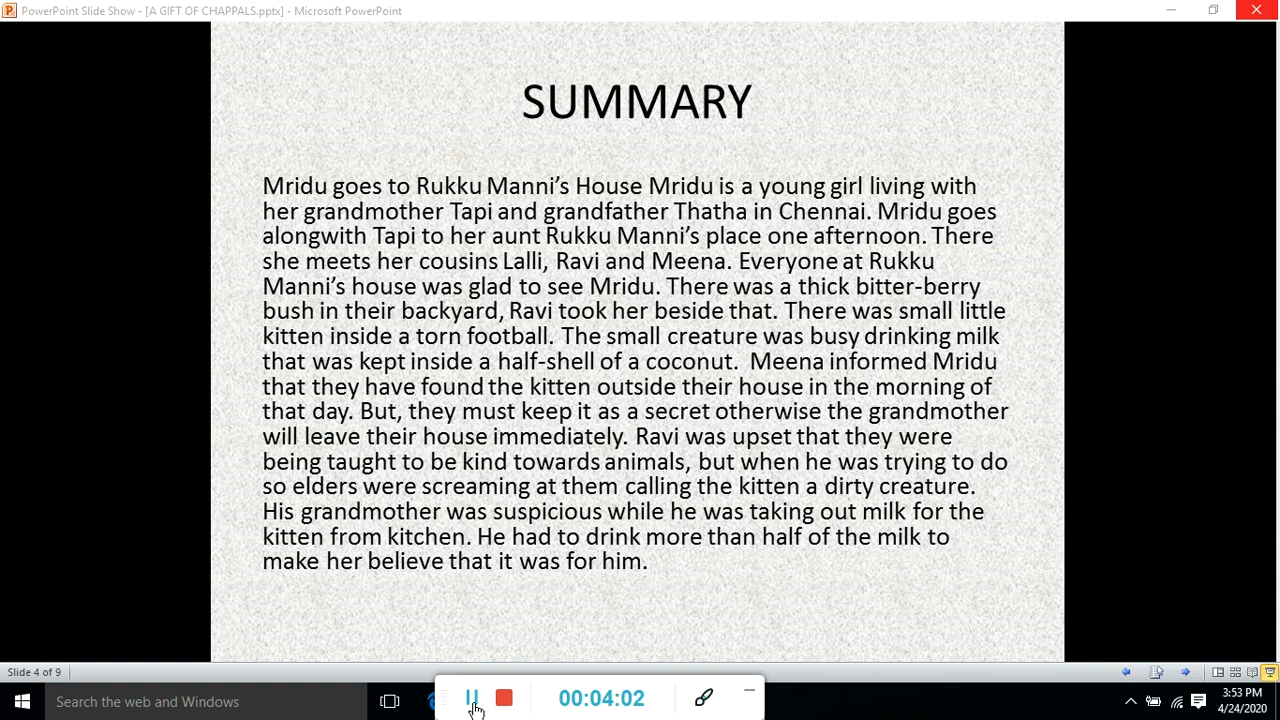 PowerPoint Slide Show - [A GIFT OF CHAPPALS.pptx] - Microsoft PowerPoint
SUMMARY
Mridu goes to Rukku Manni’s House Mridu is a young girl living with
her grandmother Tapi and grandfather Thatha in Chennai. Mridu goes
alongwith Tapi to her aunt Rukku Manni’s place one afternoon. There
she meets her cousins Lalli, Ravi and Meena. Everyone at Rukku
Manni’s house was glad to see Mridu. There was a thick bitter-berry
bush in their backyard, Ravi took her beside that. There was small little
kitten inside a torn football. The small creature was busy drinking milk
that was kept inside a half-shell of a coconut.  Meena informed Mridu
that they have found the kitten outside their house in the morning of
that day. But, they must keep it as a secret otherwise the grandmother
will leave their house immediately. Ravi was upset that they were
being taught to be kind towards animals, but when he was trying to do
so elders were screaming at them calling the kitten a dirty creature.
His grandmother was suspicious while he was taking out milk for the
kitten from kitchen. He had to drink more than half of the milk to
make her believe that it was for him.
Slide 4 of 9
Search the web and Windows
00:04:02
3:53 PM
4/24/2020